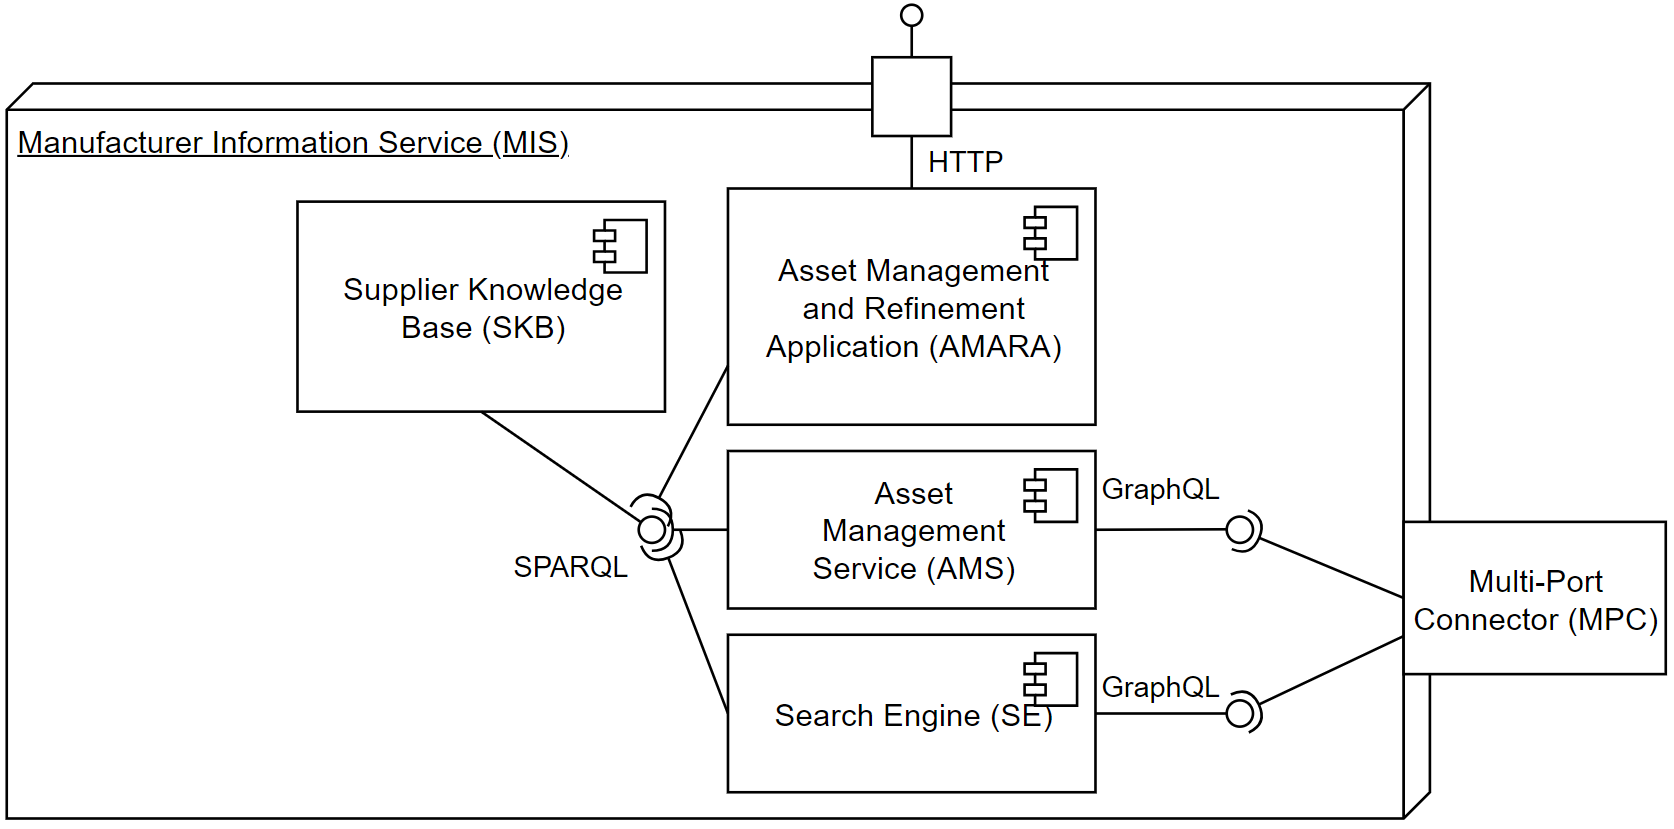 Manufacturer Information Service (MIS)
HTTP
Supplier Knowledge
Base (SKB)
Asset Management
and Refinement
Application (AMARA)
SPARQL
Asset
Management
Service (AMS)
GraphQL
Multi-Port
Connector (MPC)
Search Engine (SE)
GraphQL